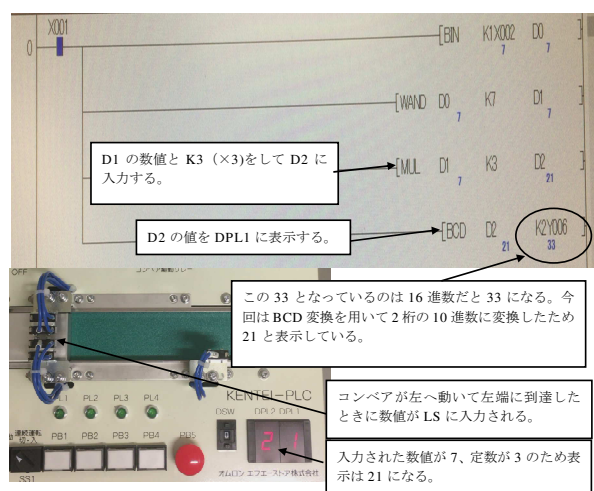 X001
0
[BIN K1X002 D0 ]
7 7
[WAND D0 K7 D1 ]
7 7
D1 の数値と K3（×3)をして D2 に
入力する。
[MUL D1 K3 D2 ]
7 21
D2 の値を DPL1 に表示する。
[BCD D2 K2Y006 ]
21 33
OFF
コンベア駆動リレー
この 33 となっているのは 16 進数だと 33 になる。今
回は BCD 変換を用いて 2 桁の 10 進数に変換したため
21 と表示している。
コンベアが左へ動いて左端に到達した
ときに数値が LS に入力される。
PL1 PL2 PL3 PL4
KENTEI-PLC
DSW DPL2 DPL1
連続運転
切・入
PB1 PB2 PB3 PB4 PB5
21
SS1
オムロン エフエーストア株式会社
入力された数値が 7、定数が 3 のため表
示は 21 になる。